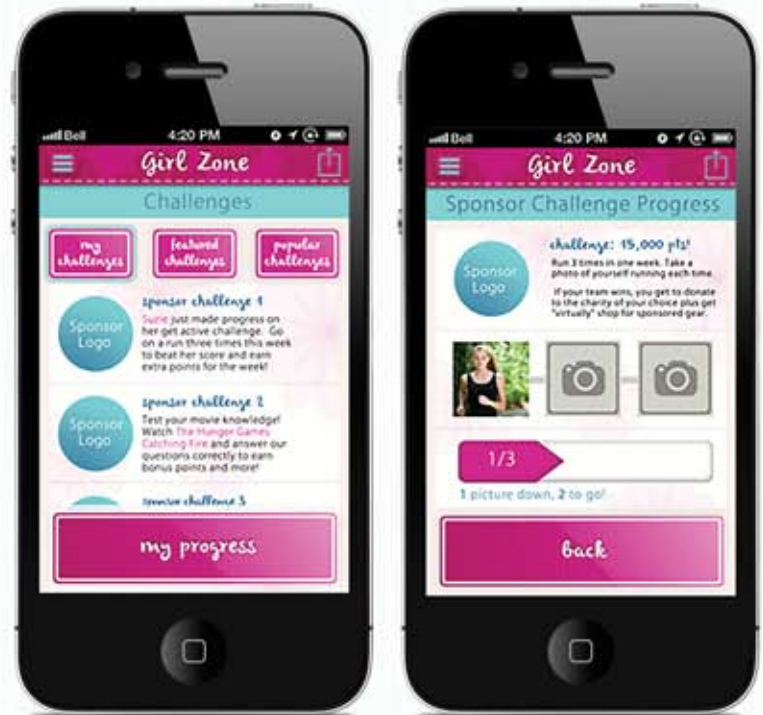 Bell 4:20 PM
Girl Zone
Challenges
my challenges
featured challenges
popular challenges
Sponsor Logo
sponsor challenge 1
Suzie just made progress on
her get active challenge. Go
on a run three times this week
to beat her score and earn
extra points for the week!
Sponsor Logo
sponsor challenge 2
Test your movie knowledge!
Watch The Hunger Games
Catching Fire and answer our
questions correctly to earn
bonus points and more!
sponsor challenge 3
my progress
Bell 4:20 PM
Girl Zone
Sponsor Challenge Progress
Sponsor Logo
challenge: 15,000 pts!
Run 3 times in one week. Take a
photo of yourself running each time.
If your team wins, you get to donate
to the charity of your choice plus get
"virtually" shop for sponsored gear.
1/3
1 picture down, 2 to go!
back